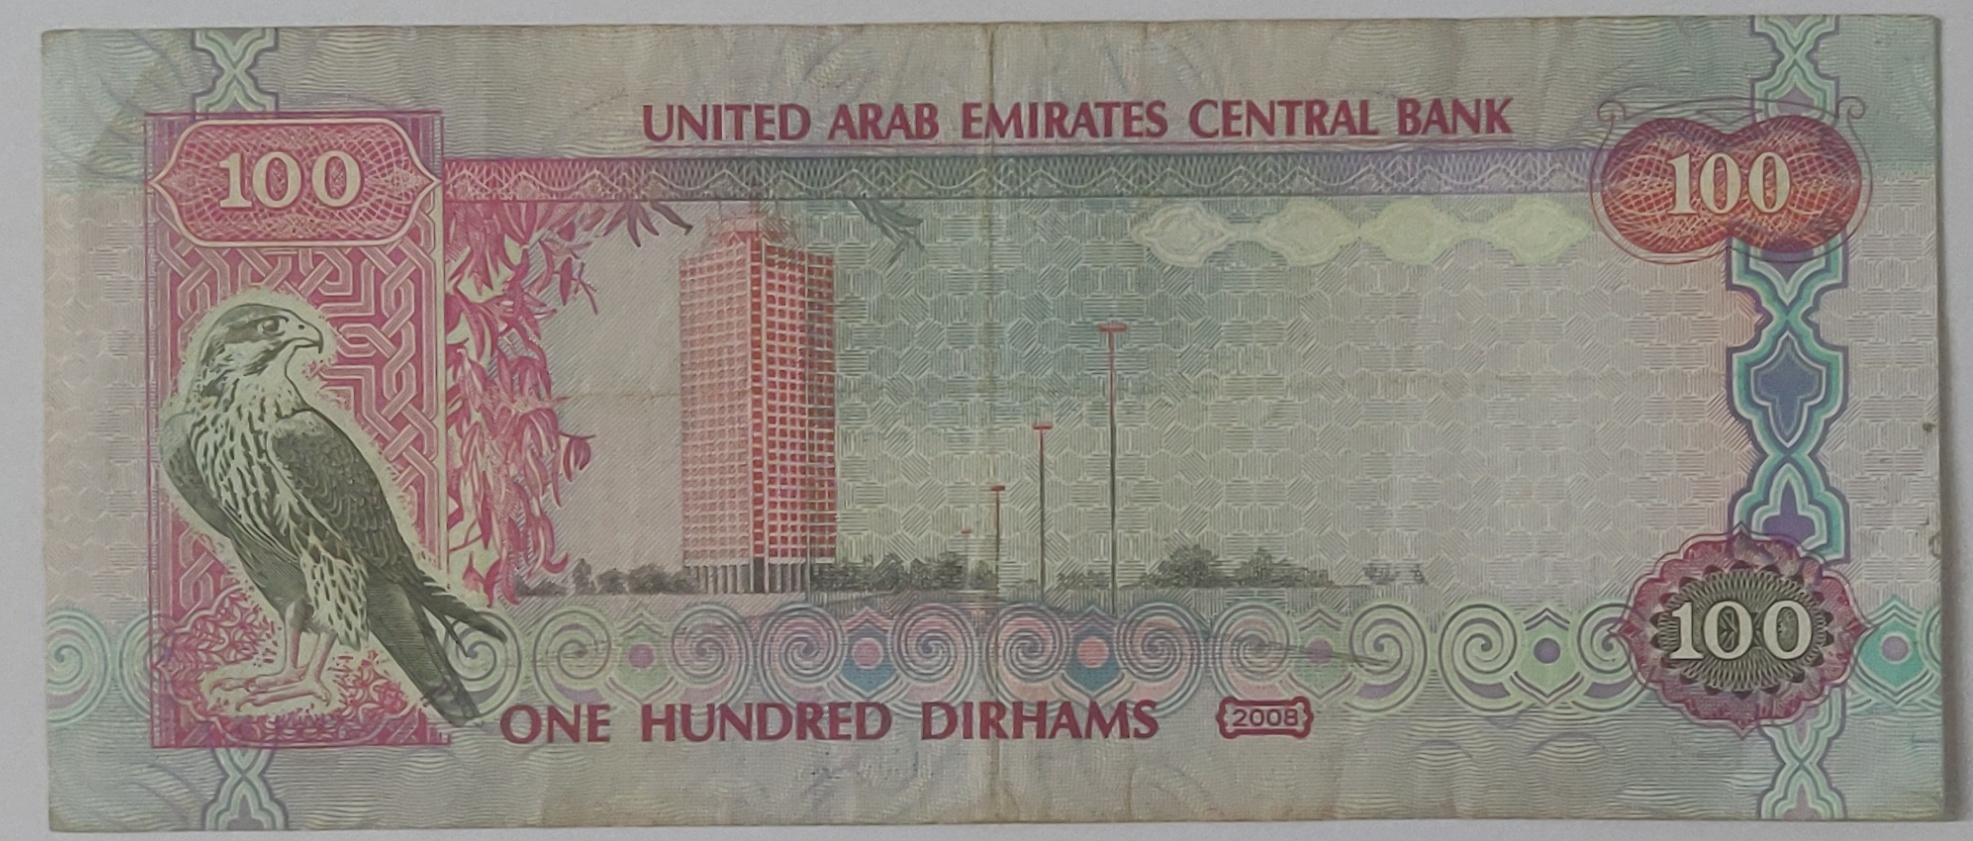 UNITED ARAB EMIRATES CENTRAL BANK
100
100
100
ONE HUNDRED DIRHAMS 2008